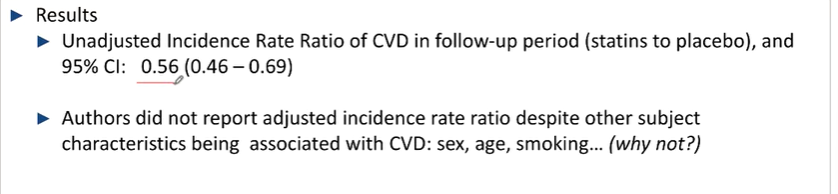 Results
Unadjusted Incidence Rate Ratio of CVD in follow-up period (statins to placebo), and
95% CI: 0.56 (0.46 – 0.69)
Authors did not report adjusted incidence rate ratio despite other subject
characteristics being associated with CVD: sex, age, smoking... (why not?)